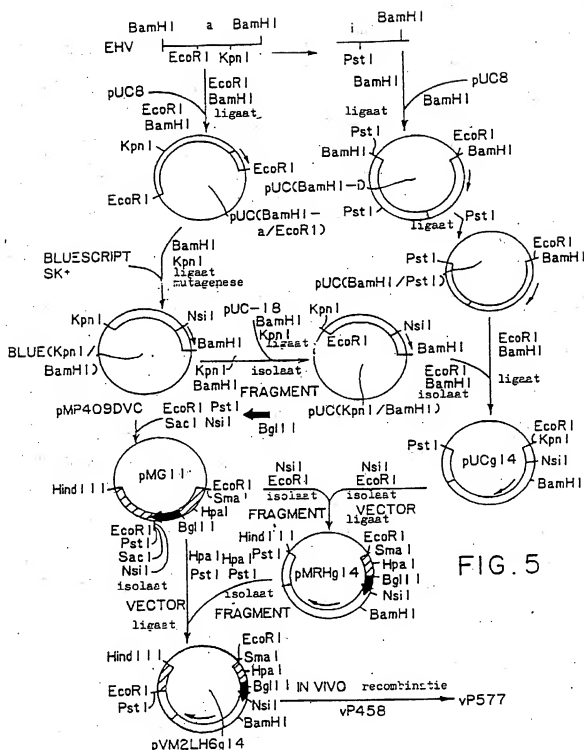 BamHI a BamHI
EHV
EcoRI KpnI
BamHI
i
PstI
pUC8
EcoRI
BamHI
EcoRI
BamHI
ligaat
BamHI
ligaat
pUC8
BamHI
KpnI
EcoRI
EcoRI
pUC(BamHI-
a/EcoRI)
PstI
BamHI
EcoRI
BamHI
pUC(BamHI-D
PstI
PstI
ligaat
BLUESCRIPT
SK+
BamHI
KpnI
ligaat
mutagenese
PstI
EcoRI
BamHI
pUC(BamHI/PstI)
KpnI
NsiI
BamHI
BLUE(KpnI/
BamHI)
pUC-18
BamHI
KpnI
ligaat
KpnI
BamHI
isolaat
FRAGMENT
KpnI
EcoRI
NsiI
BamHI
pUC(KpnI/BamHI)
EcoRI
BamHI
isolaat
EcoRI
BamHI
ligaat
pMP409DVC
EcoRI PstI
SacI NsiI
BglII
PstI
EcoRI
KpnI
NsiI
BamHI
pUCg14
pMG11
HindIII
EcoRI
SmaI
HpaI
BglII
EcoRI
PstI
SacI
NsiI
NsiI
EcoRI
isolaat
FRAGMENT
NsiI
EcoRI
isolaat
VECTOR
ligaat
HindIII
PstI
EcoRI
SmaI
HpaI
BglII
NsiI
BamHI
pMRHg14
FIG. 5
isolaat
VECTOR
ligaat
HpaI
PstI
HpaI
PstI
isolaat
FRAGMENT
HindIII
EcoRI
PstI
EcoRI
SmaI
HpaI
BglII
NsiI
BamHI
pVM2LH6g14
IN VIVO recombinatie
vP458
vP577